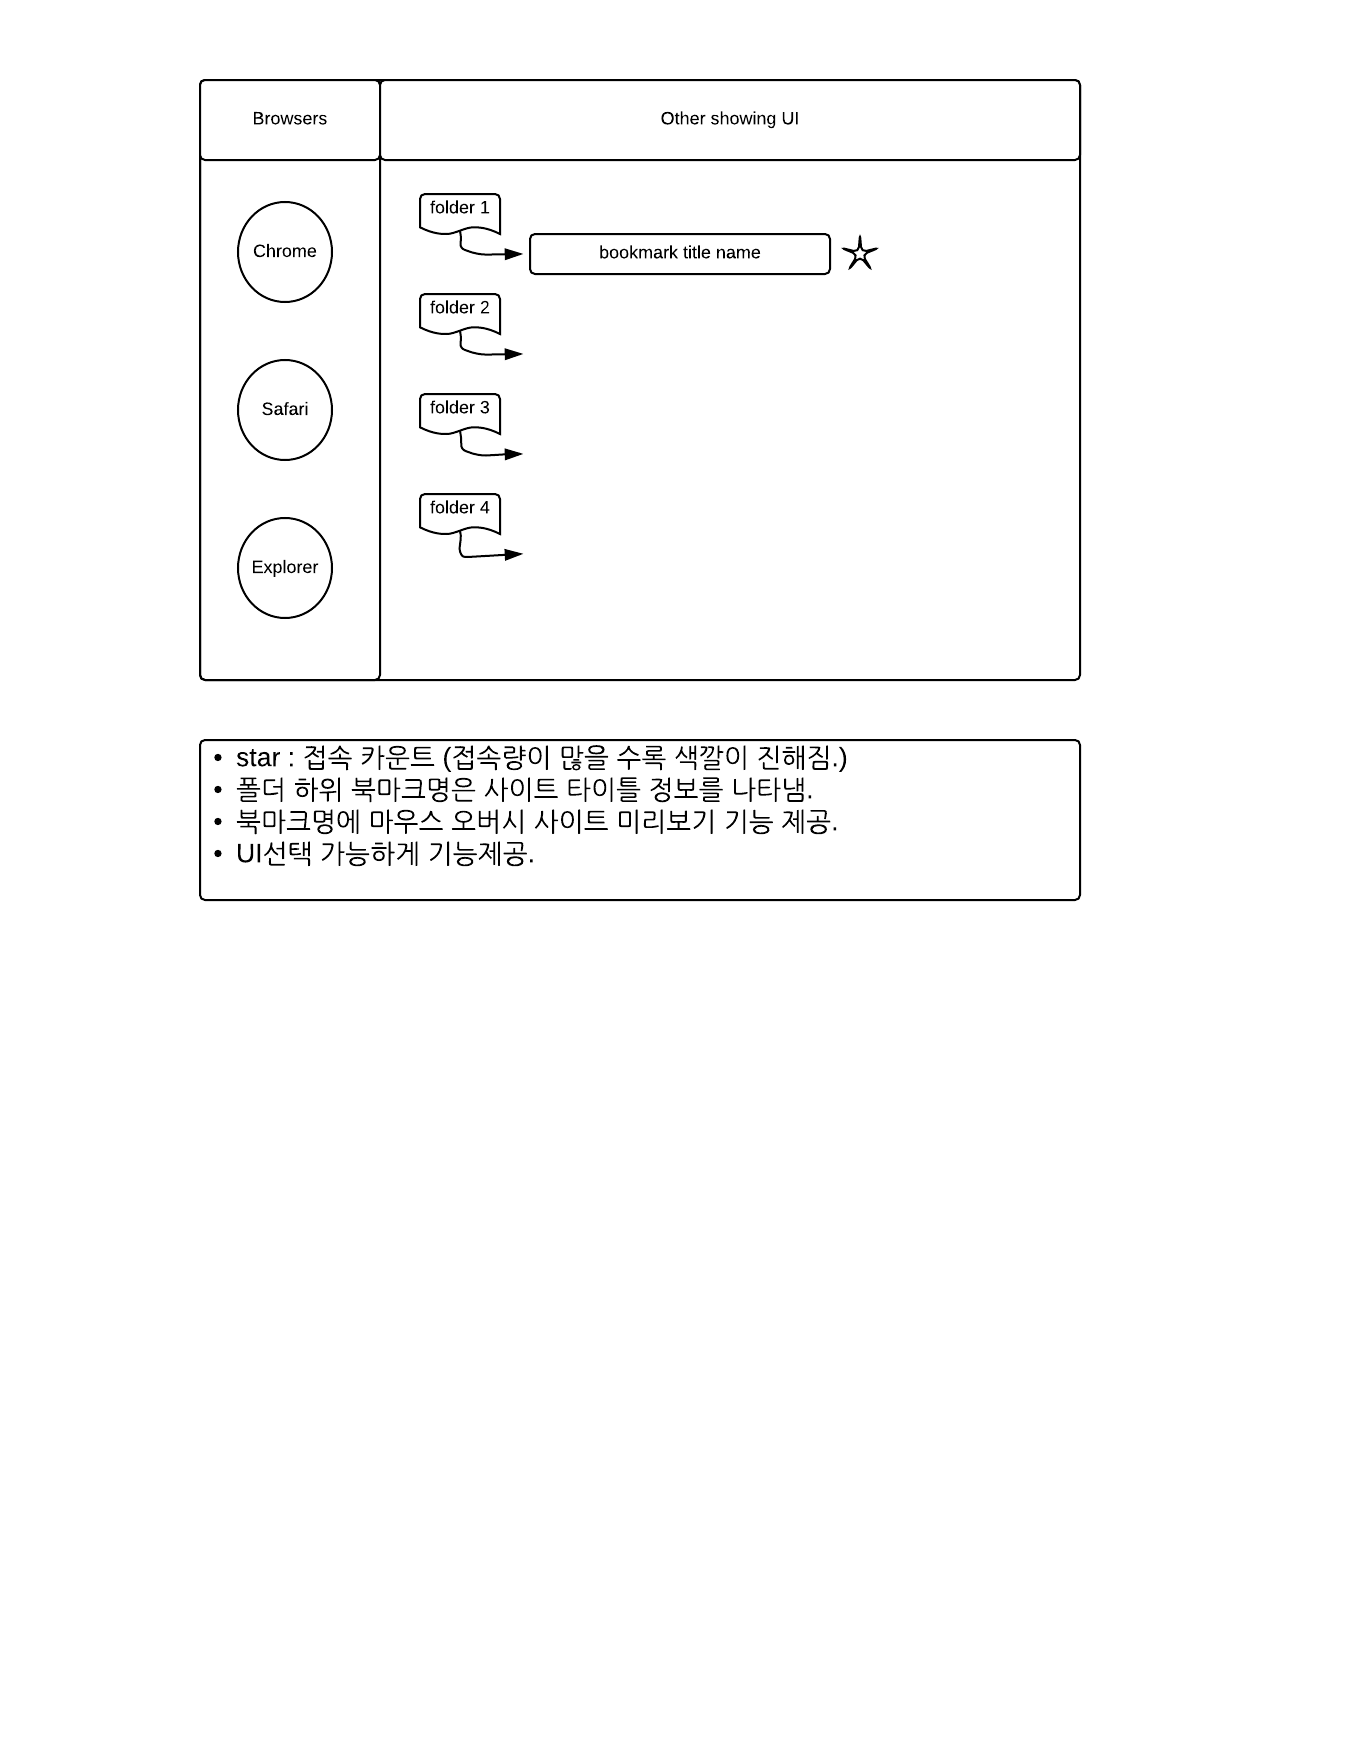 Browsers
Other showing UI
Chrome
Safari
Explorer
folder 1
bookmark title name
folder 2
folder 3
folder 4
• star : 접속 카운트 (접속량이 많을 수록 색깔이 진해짐.)
• 폴더 하위 북마크명은 사이트 타이틀 정보를 나타냄.
• 북마크명에 마우스 오버시 사이트 미리보기 기능 제공.
• UI선택 가능하게 기능제공.